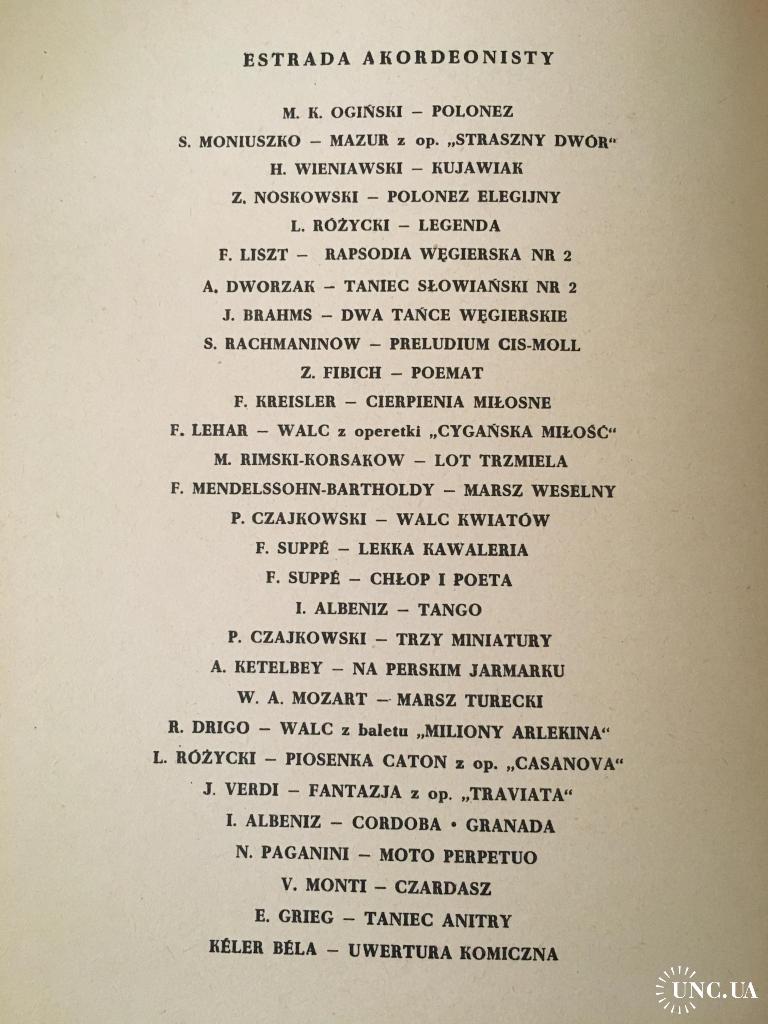 ESTRADA AKORDEONISTY
M. K. OGIŃSKI – POLONEZ
S. MONIUSZKO – MAZUR z op. „STRASZNY DWÓR“
H. WIENIAWSKI – KUJAWIAK
Z. NOSKOWSKI – POLONEZ ELEGIJNY
L. RÓŻYCKI – LEGENDA
F. LISZT – RAPSODIA WĘGIERSKA NR 2
A. DWORZAK – TANIEC SŁOWIAŃSKI NR 2
J. BRAHMS – DWA TAŃCE WĘGIERSKIE
S. RACHMANINOW – PRELUDIUM CIS-MOLL
Z. FIBICH – POEMAT
F. KREISLER – CIERPIENIA MIŁOSNE
F. LEHAR – WALC z operetki „CYGAŃSKA MIŁOŚĆ“
M. RIMSKI-KORSAKOW – LOT TRZMIELA
F. MENDELSSOHN-BARTHOLDY – MARSZ WESELNY
P. CZAJKOWSKI – WALC KWIATÓW
F. SUPPÉ – LEKKA KAWALERIA
F. SUPPÉ – CHŁOP I POETA
I. ALBENIZ – TANGO
P. CZAJKOWSKI – TRZY MINIATURY
A. KETELBEY – NA PERSKIM JARMARKU
W. A. MOZART – MARSZ TURECKI
R. DRIGO – WALC z baletu „MILIONY ARLEKINA“
L. RÓŻYCKI – PIOSENKA CATON z op. „CASANOVA“
J. VERDI – FANTAZJA z op. „TRAVIATA“
I. ALBENIZ – CORDOBA • GRANADA
N. PAGANINI – MOTO PERPETUO
V. MONTI – CZARDASZ
E. GRIEG – TANIEC ANITRY
KÉLER BÉLA – UWERTURA KOMICZNA
UNC.UA